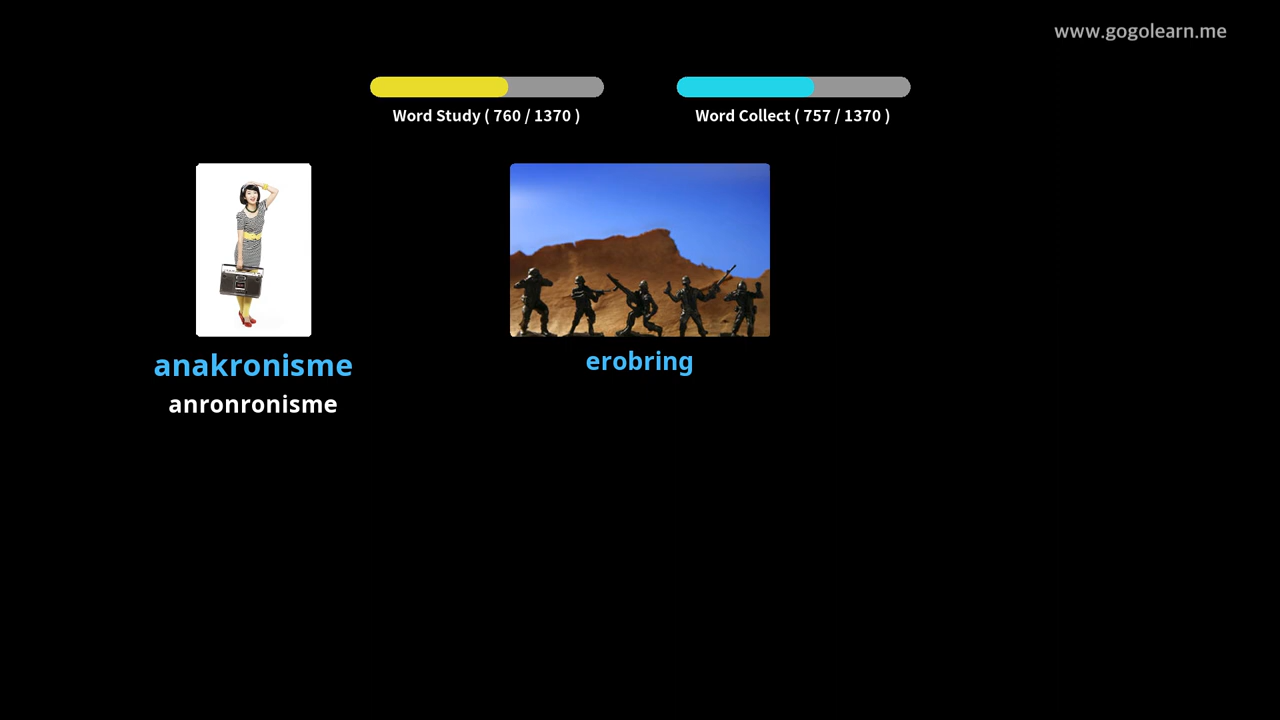 www.gogolearn.me
Word Study ( 760 / 1370 )
Word Collect ( 757 / 1370 )
anakronisme
anronronisme
erobring